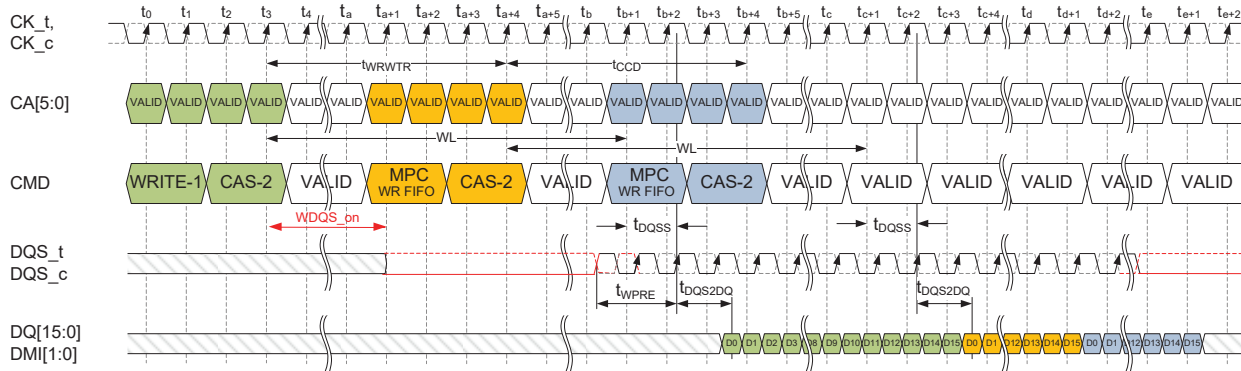 CK_t, CK_c
t0 t1 t2 t3 t4 ta ta+1 ta+2 ta+3 ta+4 ta+5 tb tb+1 tb+2 tb+3 tb+4 tb+5 tc tc+1 tc+2 tc+3 tc+4 td td+1 td+2 te te+1 te+2
tWRWTR tCCD
CA[5:0] VALID VALID VALID VALID VALID VALID VALID VALID VALID VALID VALID VALID VALID VALID VALID VALID VALID VALID VALID VALID VALID VALID VALID VALID VALID VALID VALID VALID
WL
WL
CMD WRITE-1 CAS-2 VALID MPC WR FIFO CAS-2 VALID MPC WR FIFO CAS-2 VALID VALID VALID VALID VALID VALID
WDQS_on tDQSS tDQSS
DQS_t
DQS_c
tWPRE tDQS2DQ tDQS2DQ
DQ[15:0]
DMI[1:0]
D0 D1 D2 D3 D8 D9 D10 D11 D12 D13 D14 D15 D0 D1 D12 D13 D14 D15 D0 D1 D12 D13 D14 D15